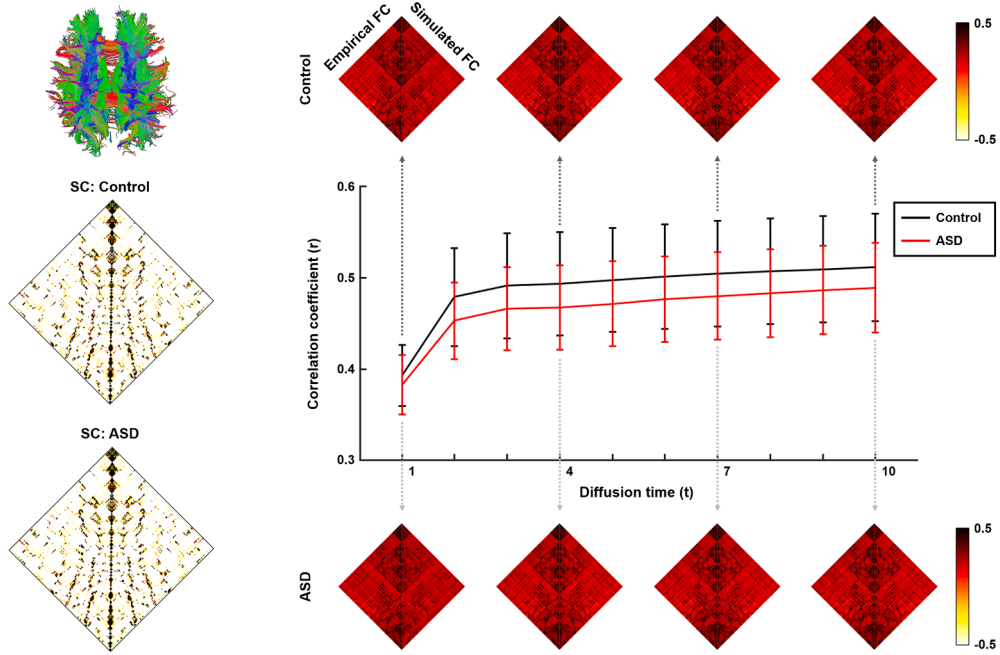 Empirical FC
Simulated FC
Control
0.5
-0.5
SC: Control
SC: ASD
0.6
0.5
0.4
0.3
Correlation coefficient (r)
1
4
7
10
Diffusion time (t)
Control
ASD
ASD
0.5
-0.5